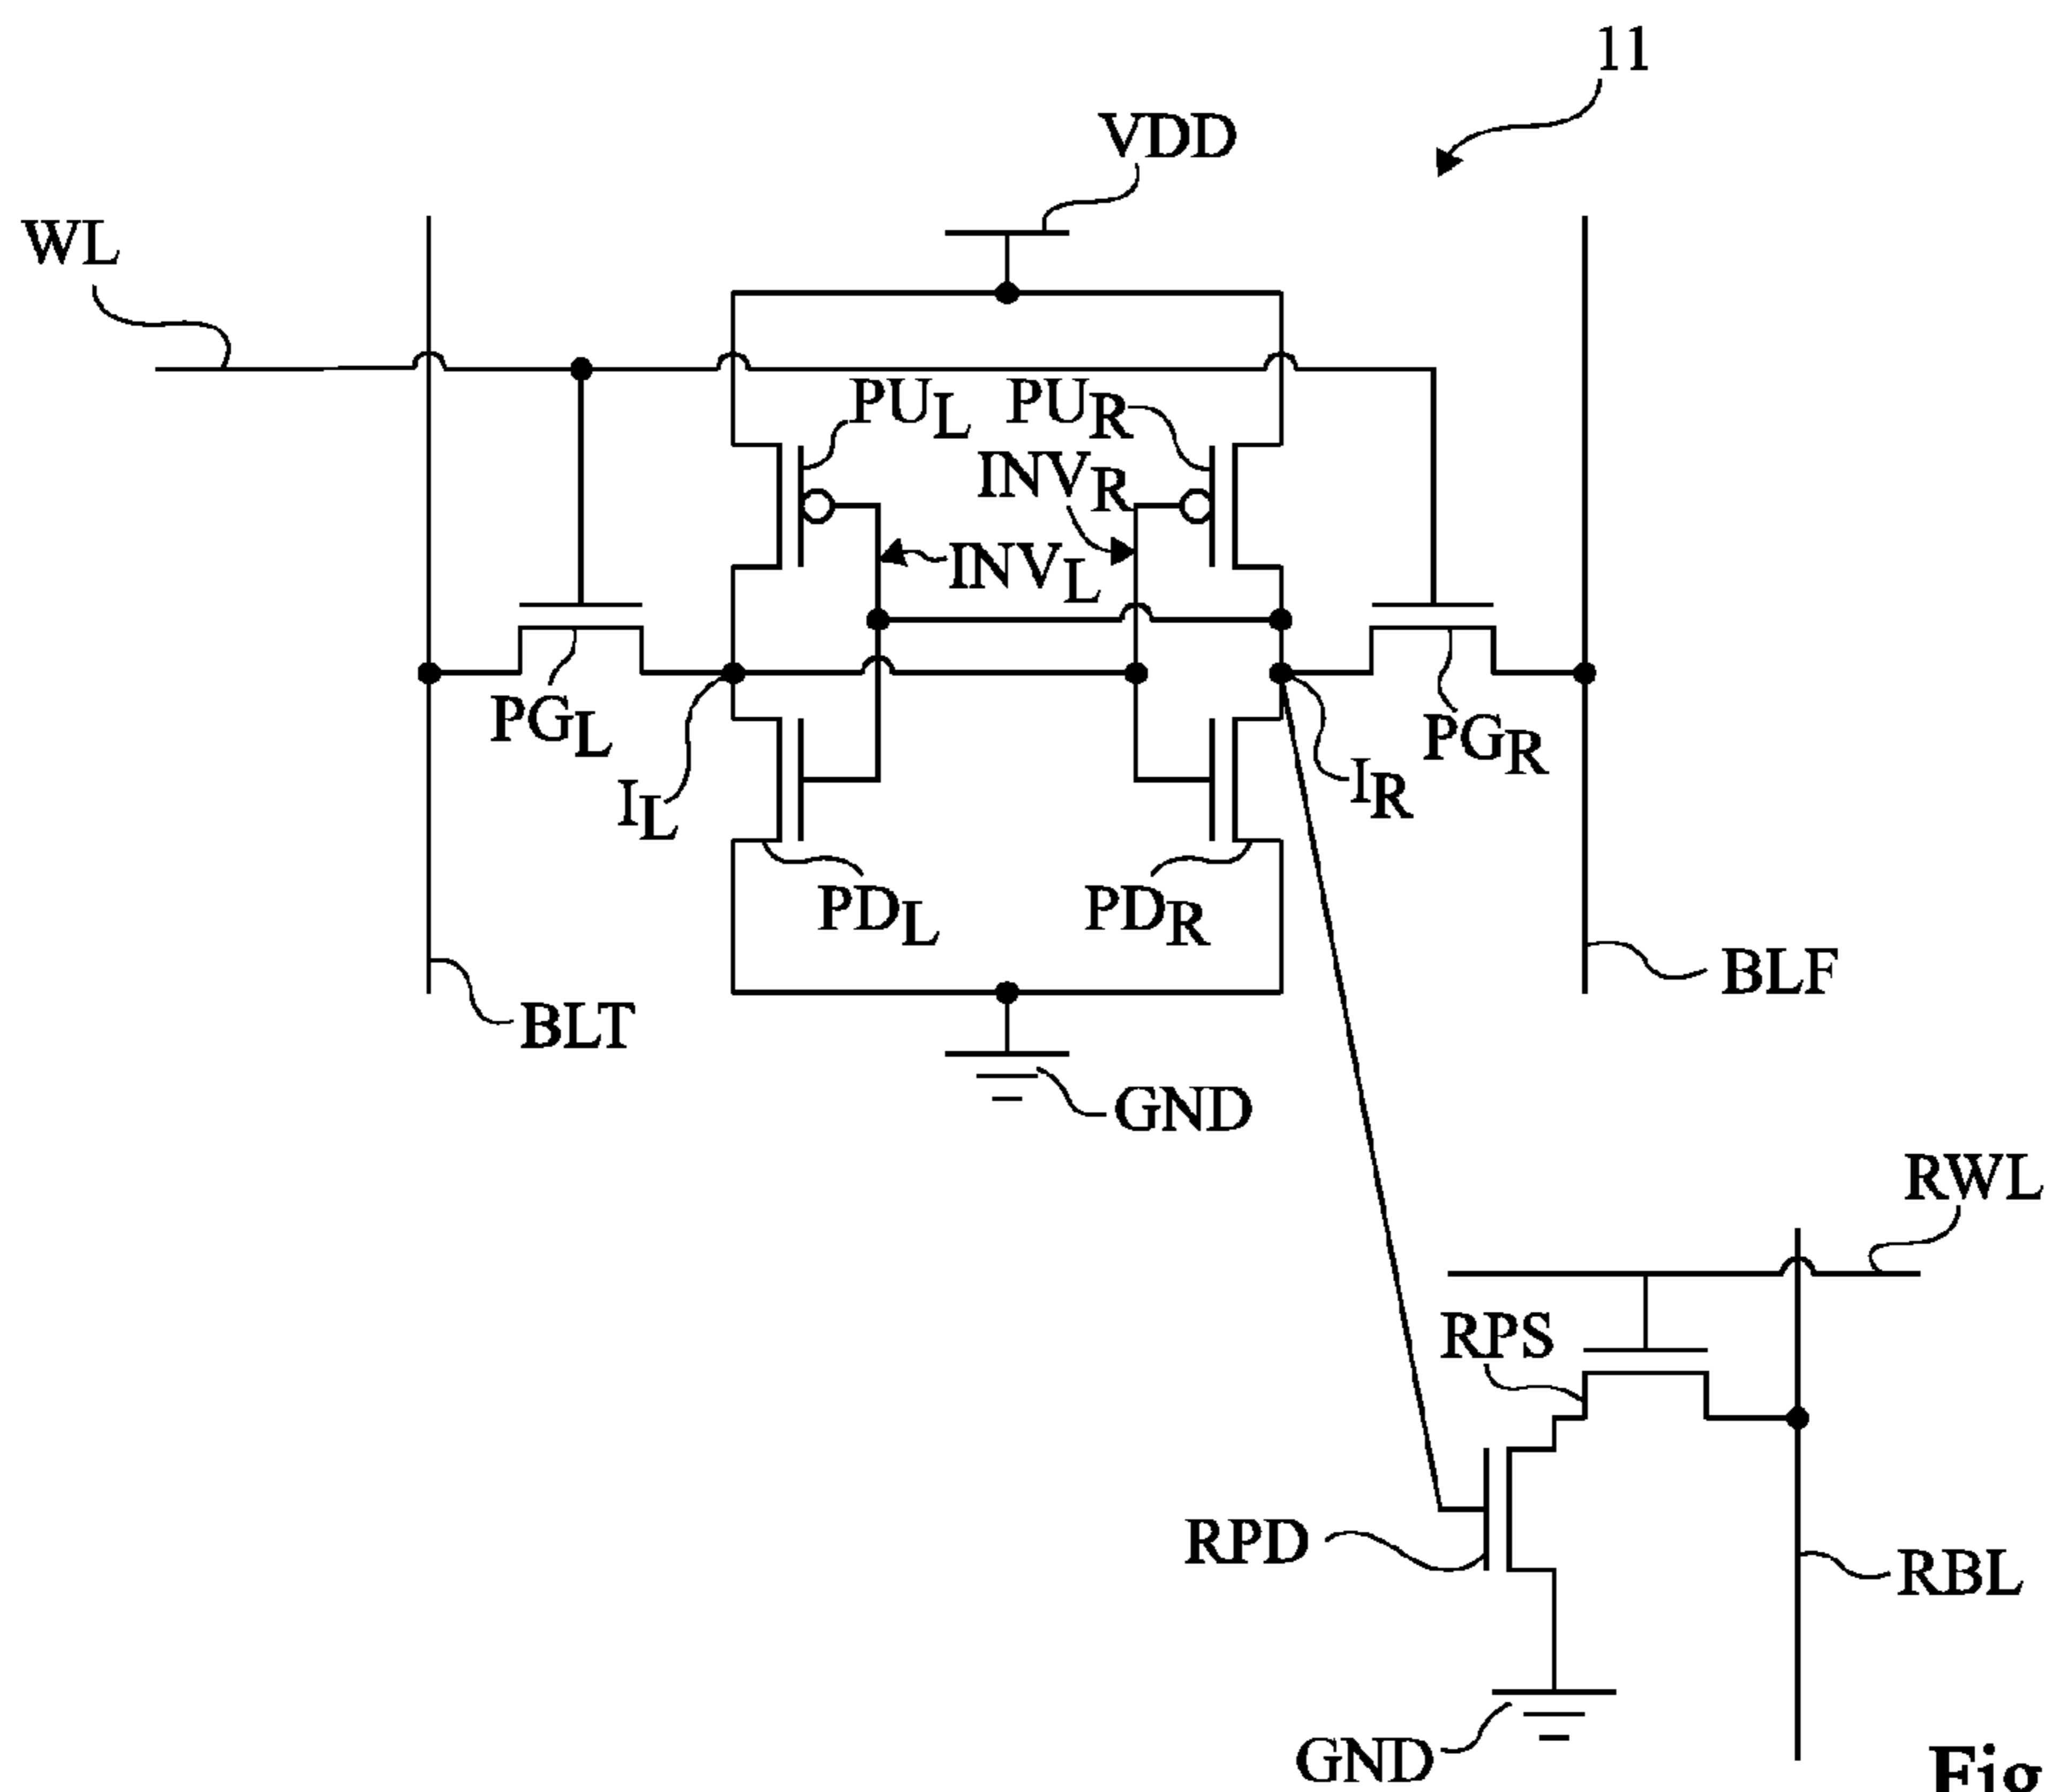 11
VDD
WL
PUL PUR
INVR
INVL
PGL PGR
IL IR
PDL PDR
BLF
BLT
GND
RWL
RPS
RPD
RBL
GND
Fig